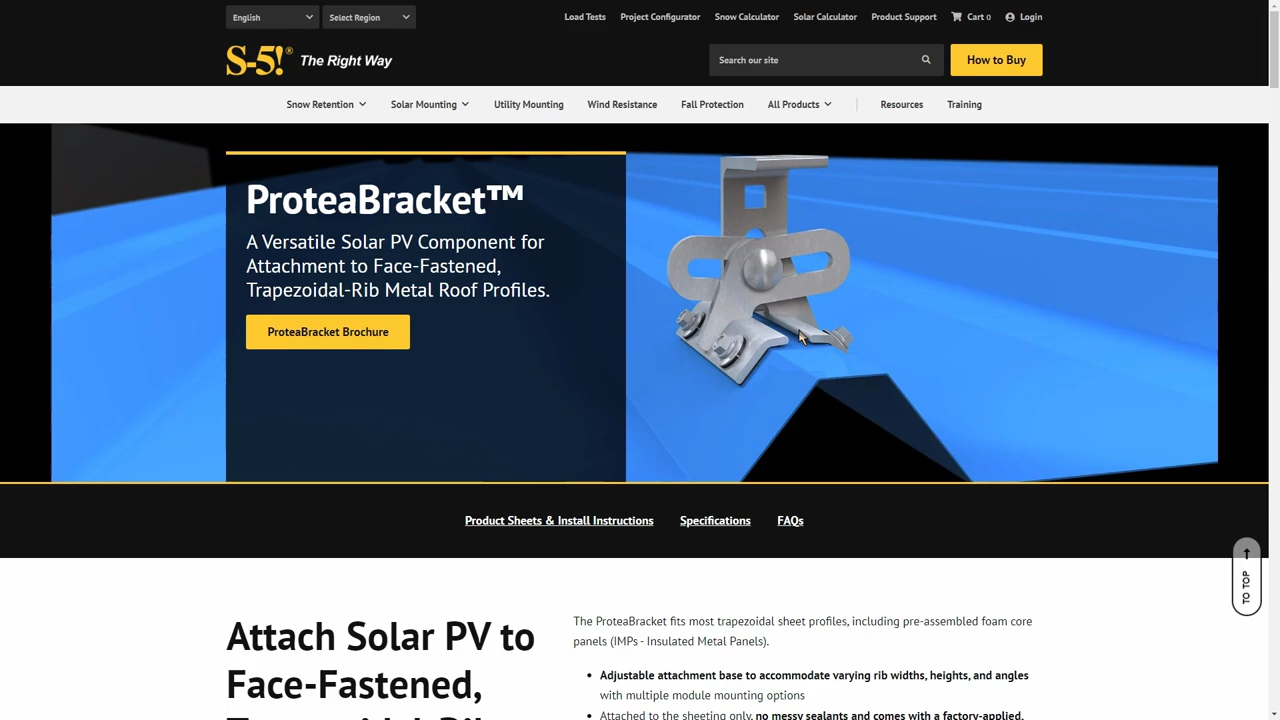 English
Select Region
Load Tests
Project Configurator
Snow Calculator
Solar Calculator
Product Support
Cart 0
Login
S-5!® The Right Way
Search our site
How to Buy
Snow Retention
Solar Mounting
Utility Mounting
Wind Resistance
Fall Protection
All Products
Resources
Training
ProteaBracket™
A Versatile Solar PV Component for
Attachment to Face-Fastened,
Trapezoidal-Rib Metal Roof Profiles.
ProteaBracket Brochure
Product Sheets & Install Instructions
Specifications
FAQs
TO TOP
Attach Solar PV to
Face-Fastened,
The ProteaBracket fits most trapezoidal sheet profiles, including pre-assembled foam core
panels (IMPs - Insulated Metal Panels).
• Adjustable attachment base to accommodate varying rib widths, heights, and angles
with multiple module mounting options
• Attached to the sheeting only, no messy sealants and comes with a factory-applied,